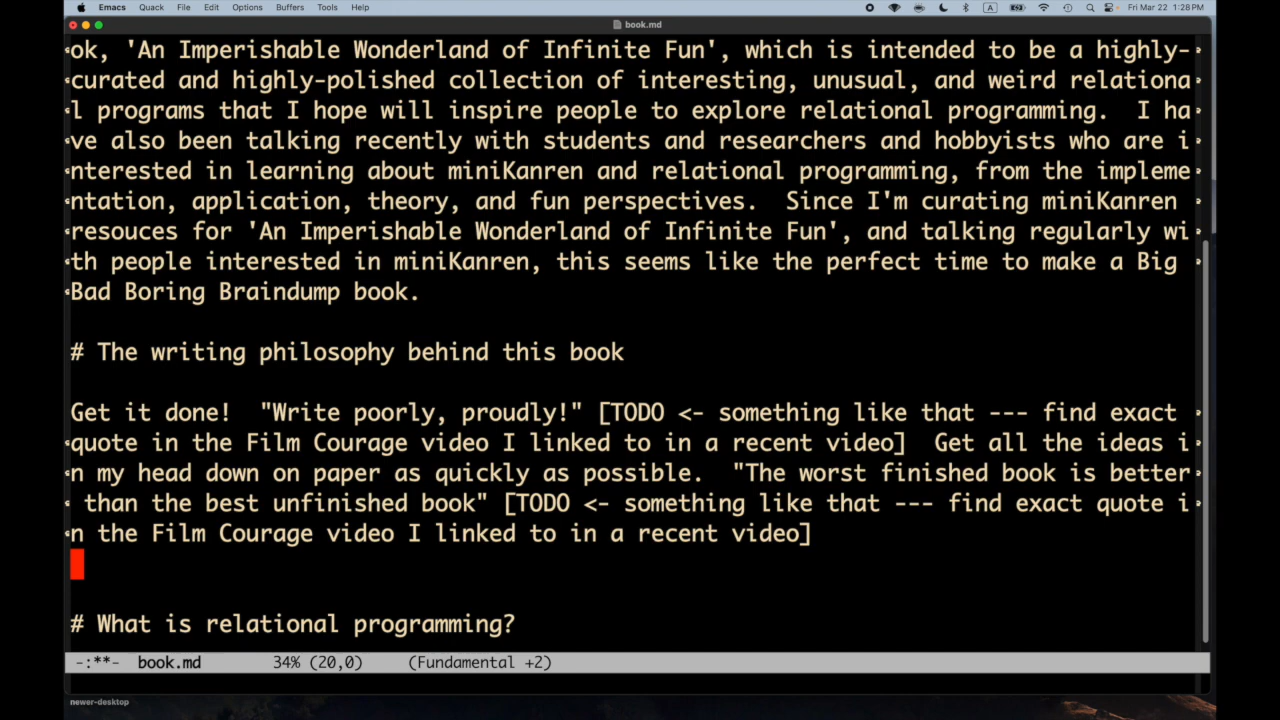 Emacs Quack File Edit Options Buffers Tools Help A Fri Mar 22 1:28 PM
book.md
ok, 'An Imperishable Wonderland of Infinite Fun', which is intended to be a highly-
curated and highly-polished collection of interesting, unusual, and weird relationa
l programs that I hope will inspire people to explore relational programming.  I ha
ve also been talking recently with students and researchers and hobbyists who are i
nterested in learning about miniKanren and relational programming, from the impleme
ntation, application, theory, and fun perspectives.  Since I'm curating miniKanren
resouces for 'An Imperishable Wonderland of Infinite Fun', and talking regularly wi
th people interested in miniKanren, this seems like the perfect time to make a Big
Bad Boring Braindump book.
# The writing philosophy behind this book
Get it done!  "Write poorly, proudly!" [TODO <- something like that --- find exact
quote in the Film Courage video I linked to in a recent video]  Get all the ideas i
n my head down on paper as quickly as possible.  "The worst finished book is better
than the best unfinished book" [TODO <- something like that --- find exact quote i
n the Film Courage video I linked to in a recent video]
# What is relational programming?
-:**-  book.md  34% (20,0)  (Fundamental +2)
newer-desktop